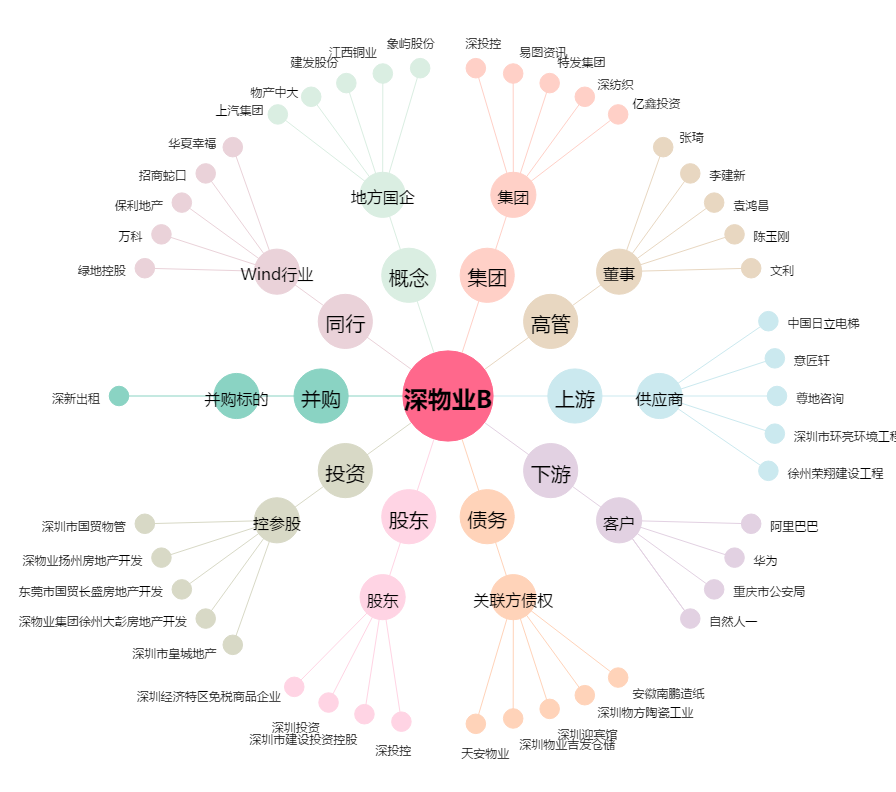 象屿股份
深投控
江西铜业
易图资讯
建发股份
特发集团
物产中大
深纺织
上汽集团
亿鑫投资
华夏幸福
张琦
招商蛇口
李建新
保利地产
地方国企
集团
袁鸿昌
万科
陈玉刚
绿地控股
Wind行业
概念
集团
董事
文利
同行
高管
中国日立电梯
意匠轩
深新出租
并购标的
并购
深物业B
上游
供应商
尊地咨询
深圳市环亮环境工程
投资
下游
徐州荣翔建设工程
深圳市国贸物管
控参股
股东
债务
客户
阿里巴巴
深物业扬州房地产开发
华为
东莞市国贸长盛房地产开发
股东
关联方债权
重庆市公安局
深物业集团徐州大彭房地产开发
自然人一
深圳市皇城地产
深圳经济特区免税商品企业
安徽南鹏造纸
深圳投资
深圳物方陶瓷工业
深圳市建设投资控股
深圳迎宾馆
深投控
深圳物业吉发仓储
天安物业